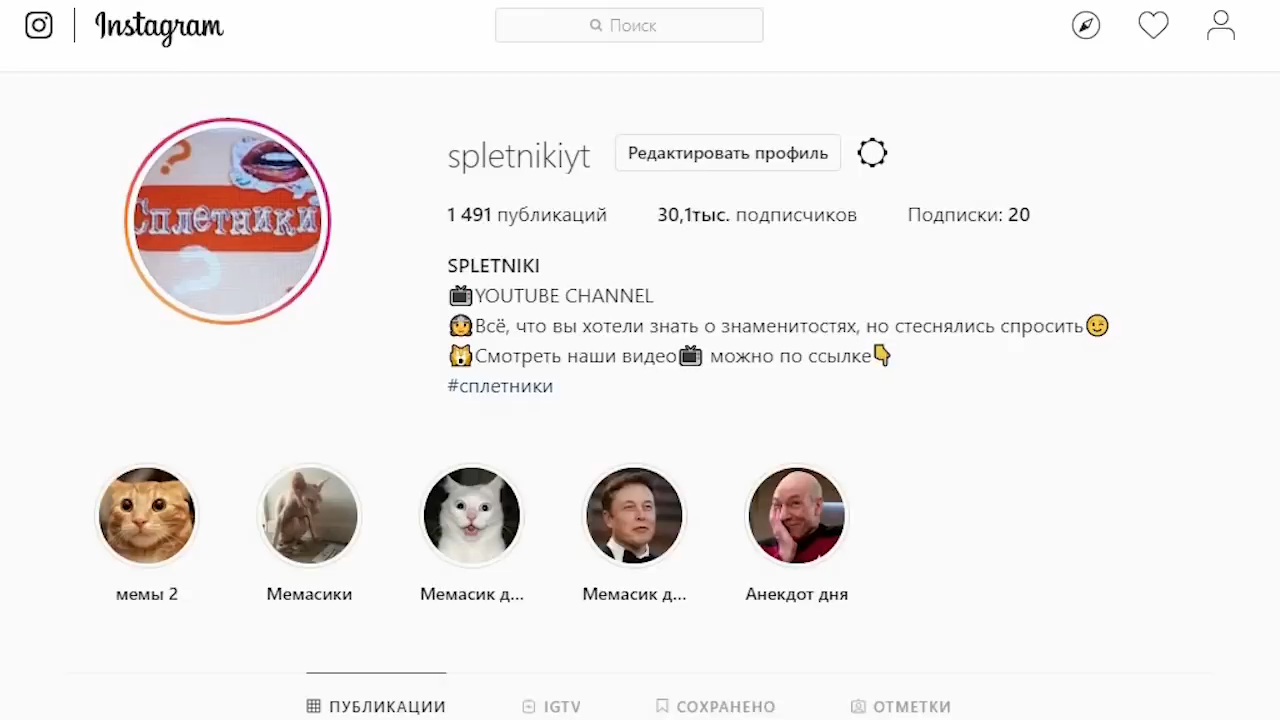 Instagram
Поиск
Сплетники
spletnikiyt
Редактировать профиль
1 491 публикаций
30,1тыс. подписчиков
Подписки: 20
SPLETNIKI
YOUTUBE CHANNEL
Всё, что вы хотели знать о знаменитостях, но стеснялись спросить
Смотреть наши видео можно по ссылке
#сплетники
мемы 2
Мемасики
Мемасик д...
Мемасик д...
Анекдот дня
ПУБЛИКАЦИИ
IGTV
СОХРАНЕНО
ОТМЕТКИ